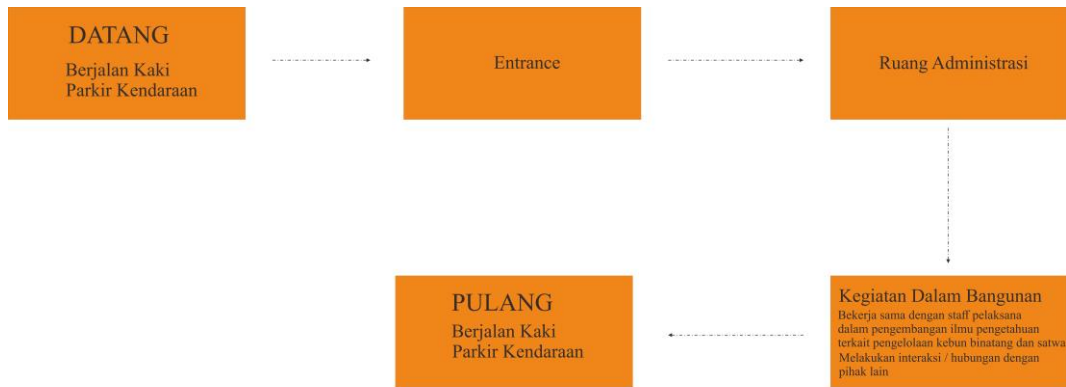 DATANG
Berjalan Kaki
Parkir Kendaraan
Entrance
Ruang Administrasi
Kegiatan Dalam Bangunan
Bekerja sama dengan staff pelaksana
dalam pengembangan ilmu pengetahuan
terkait pengelolaan kebun binatang dan satwa
Melakukan interaksi / hubungan dengan
pihak lain
PULANG
Berjalan Kaki
Parkir Kendaraan